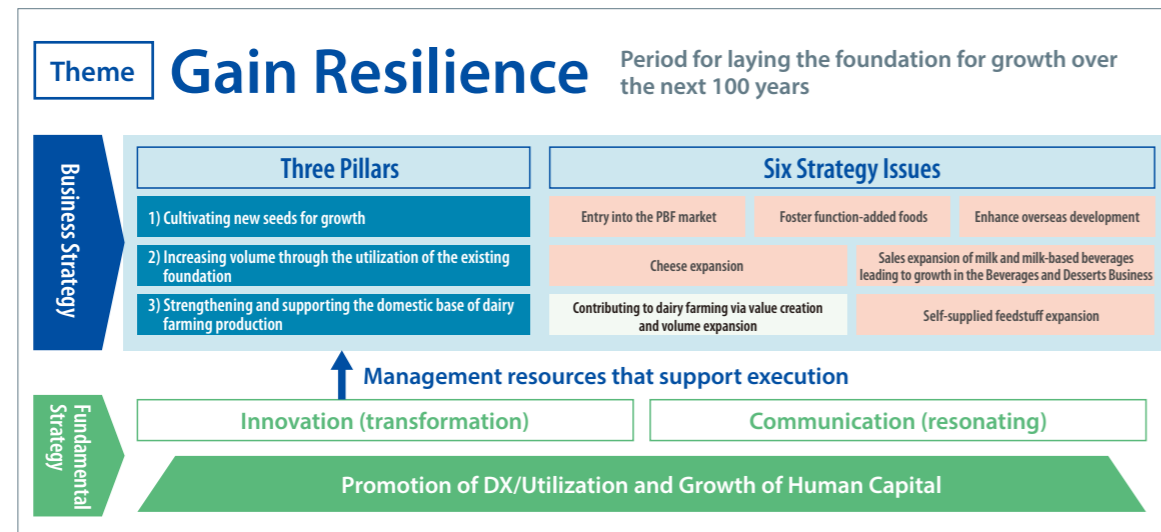 Theme
Gain Resilience
Period for laying the foundation for growth over
the next 100 years
Business Strategy
Three Pillars
Six Strategy Issues
1) Cultivating new seeds for growth
Entry into the PBF market
Foster function-added foods
Enhance overseas development
2) Increasing volume through the utilization of the existing
foundation
Cheese expansion
Sales expansion of milk and milk-based beverages
leading to growth in the Beverages and Desserts Business
3) Strengthening and supporting the domestic base of dairy
farming production
Contributing to dairy farming via value creation
and volume expansion
Self-supplied feedstuff expansion
Management resources that support execution
Fundamental
Strategy
Innovation (transformation)
Communication (resonating)
Promotion of DX/Utilization and Growth of Human Capital